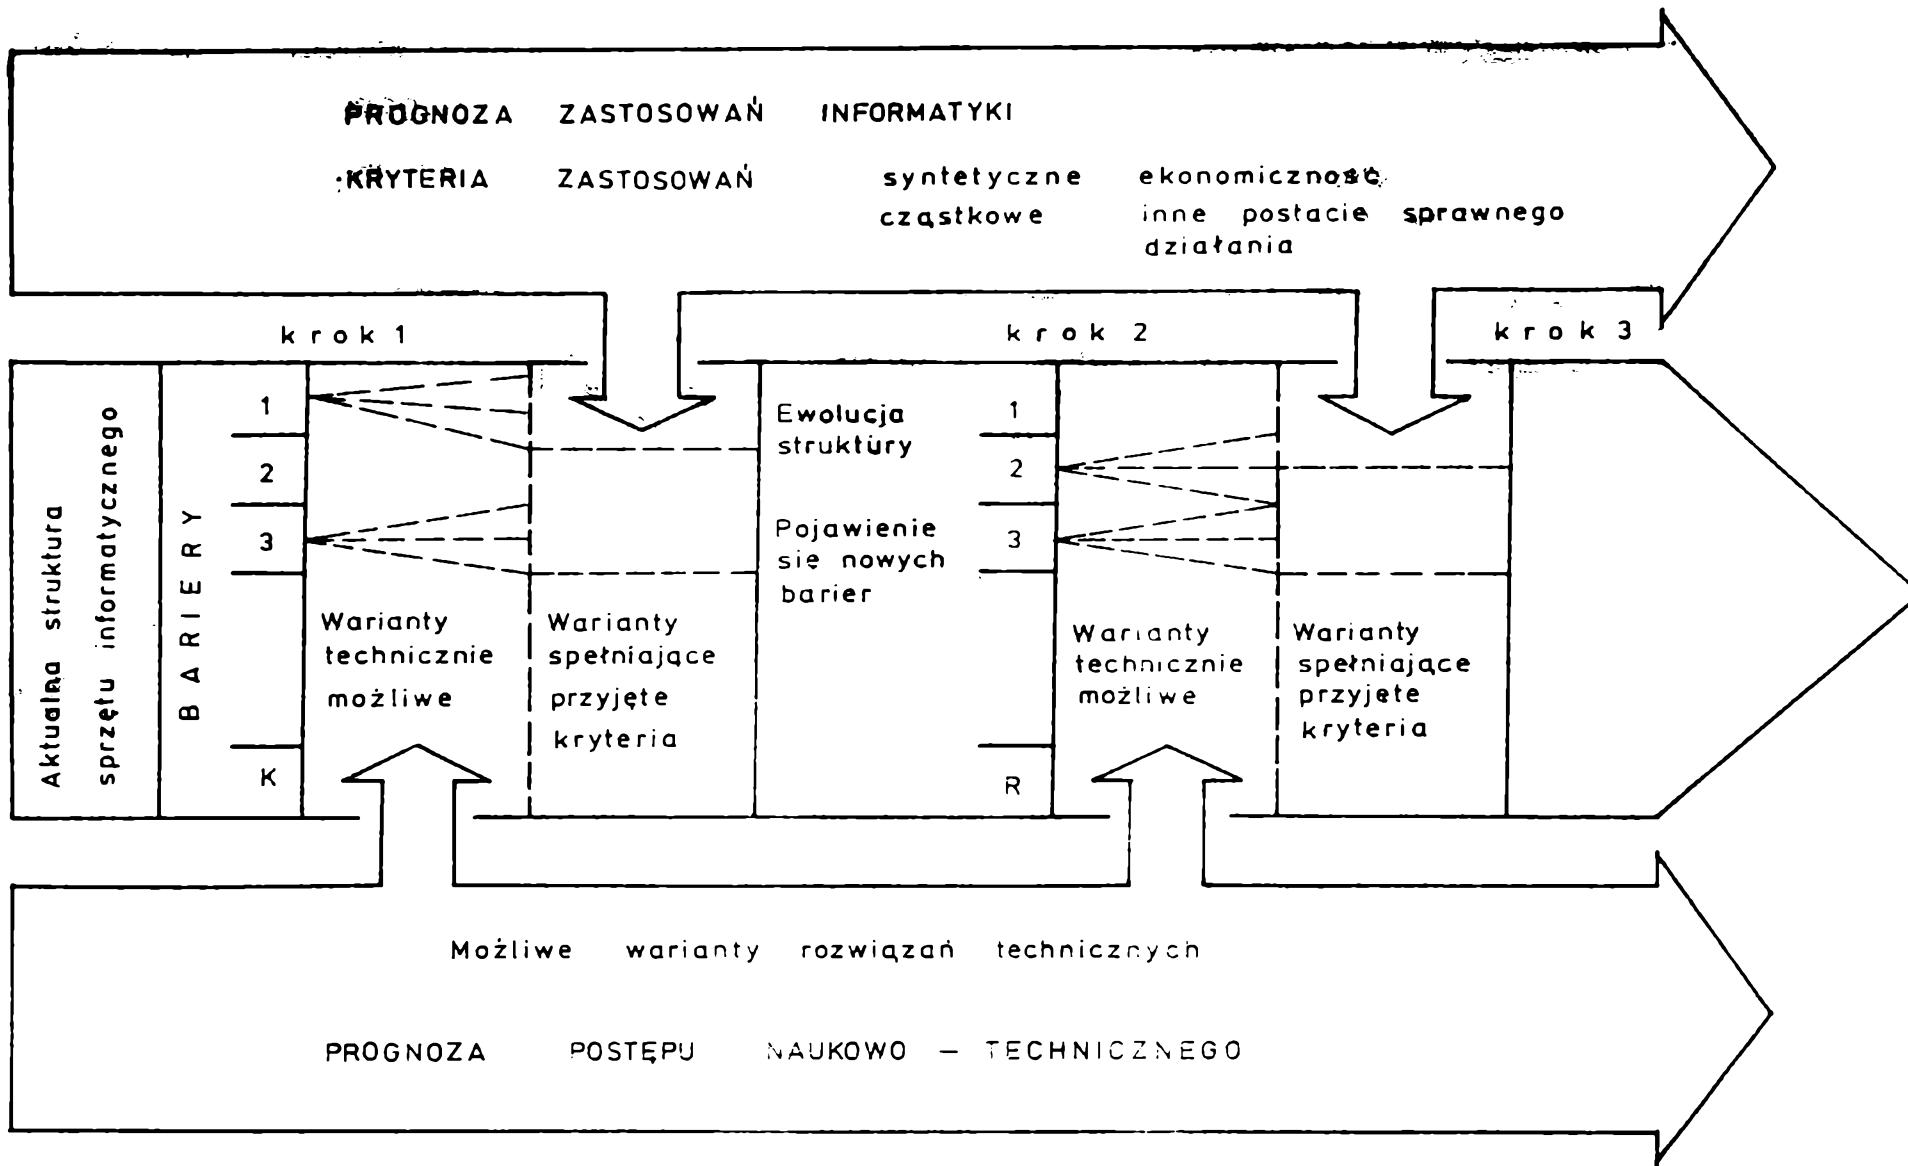 PROGNOZA ZASTOSOWAŃ INFORMATYKI
KRYTERIA ZASTOSOWAŃ syntetyczne ekonomiczność
cząstkowe inne postacie sprawnego
działania
krok 1
krok 2
krok 3
Aktualna struktura
sprzętu informatycznego
BARIERY
1
2
3
K
Warianty
technicznie
możliwe
Warianty
spełniające
przyjęte
kryteria
Ewolucja
struktury
Pojawienie
się nowych
barier
1
2
3
R
Warianty
technicznie
możliwe
Warianty
spełniające
przyjete
kryteria
Możliwe warianty rozwiązań technicznych
PROGNOZA POSTĘPU NAUKOWO – TECHNICZNEGO